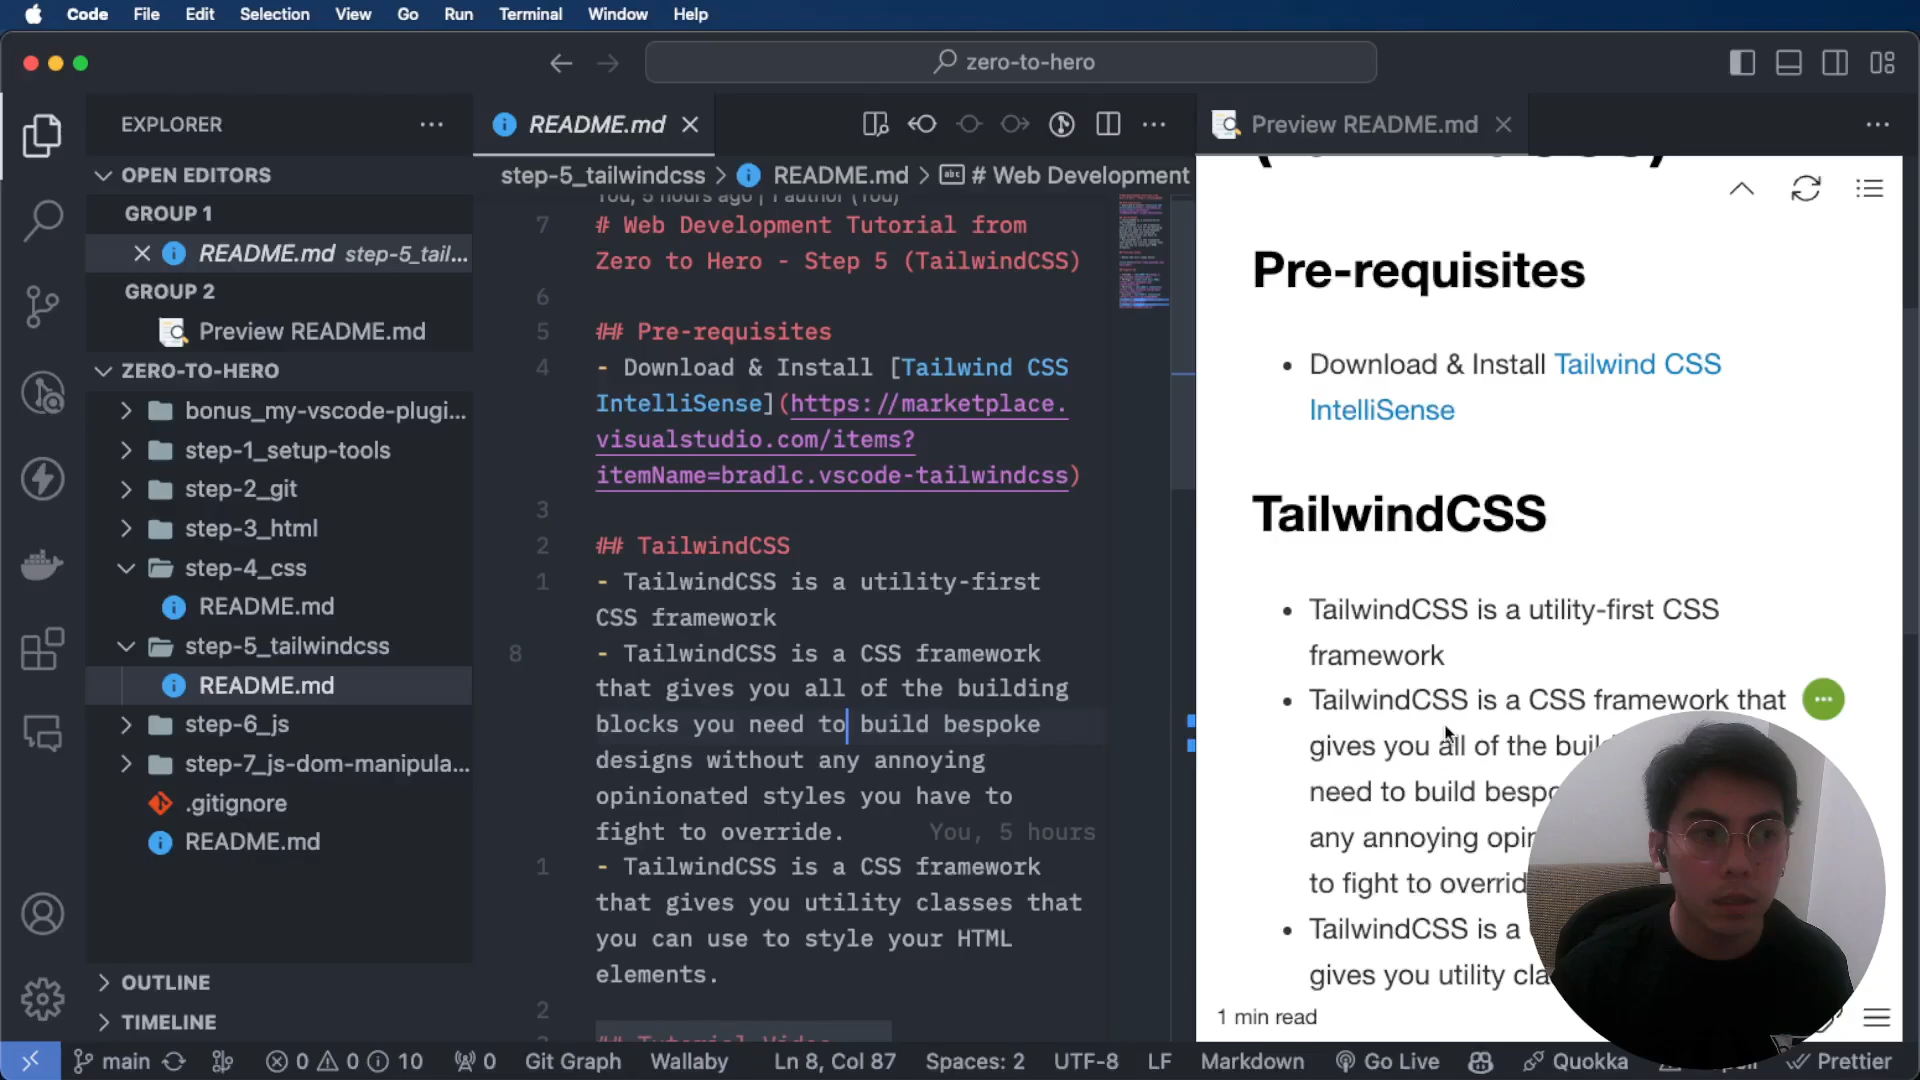 Code File Edit Selection View Go Run Terminal Window Help
zero-to-hero
EXPLORER
OPEN EDITORS
GROUP 1
README.md step-5_tail...
GROUP 2
Preview README.md
ZERO-TO-HERO
bonus_my-vscode-plugi...
step-1_setup-tools
step-2_git
step-3_html
step-4_css
README.md
step-5_tailwindcss
README.md
step-6_js
step-7_js-dom-manipula...
.gitignore
README.md
OUTLINE
TIMELINE
README.md
step-5_tailwindcss > README.md > # Web Development
You, 5 hours ago | 1 author (You)
7 # Web Development Tutorial from
Zero to Hero - Step 5 (TailwindCSS)
6
5 ## Pre-requisites
4 - Download & Install [Tailwind CSS
IntelliSense](https://marketplace.
visualstudio.com/items?
itemName=bradlc.vscode-tailwindcss)
3
2 ## TailwindCSS
1 - TailwindCSS is a utility-first
CSS framework
8 - TailwindCSS is a CSS framework
that gives you all of the building
blocks you need to build bespoke
designs without any annoying
opinionated styles you have to
fight to override. You, 5 hours
1 - TailwindCSS is a CSS framework
that gives you utility classes that
you can use to style your HTML
elements.
2
## Tutorial Video
Preview README.md
Pre-requisites
• Download & Install Tailwind CSS
IntelliSense
TailwindCSS
• TailwindCSS is a utility-first CSS
framework
• TailwindCSS is a CSS framework that
gives you all of the buil
need to build bespo
any annoying opin
to fight to overrid
• TailwindCSS is a
gives you utility cla
1 min read
main 0 0 10 0 Git Graph Wallaby Ln 8, Col 87 Spaces: 2 UTF-8 LF Markdown Go Live Quokka Prettier